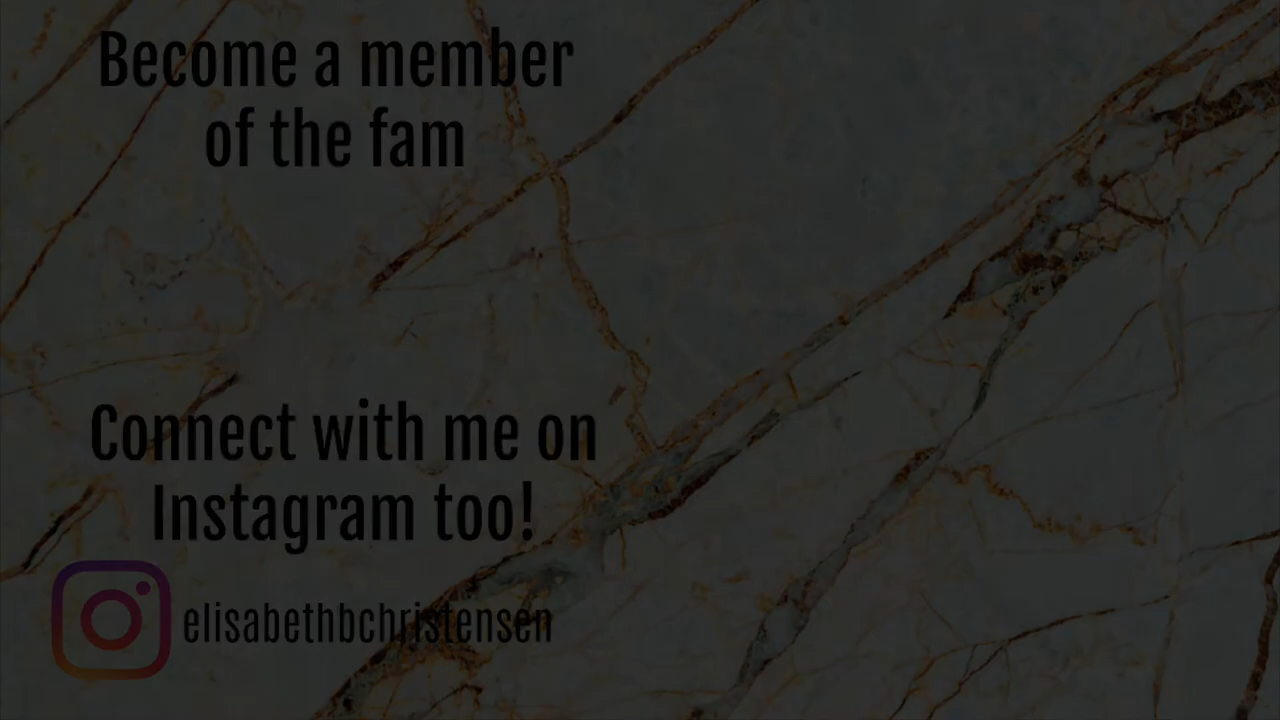 Become a member
of the fam
Connect with me on
Instagram too!
elisabethbchristensen